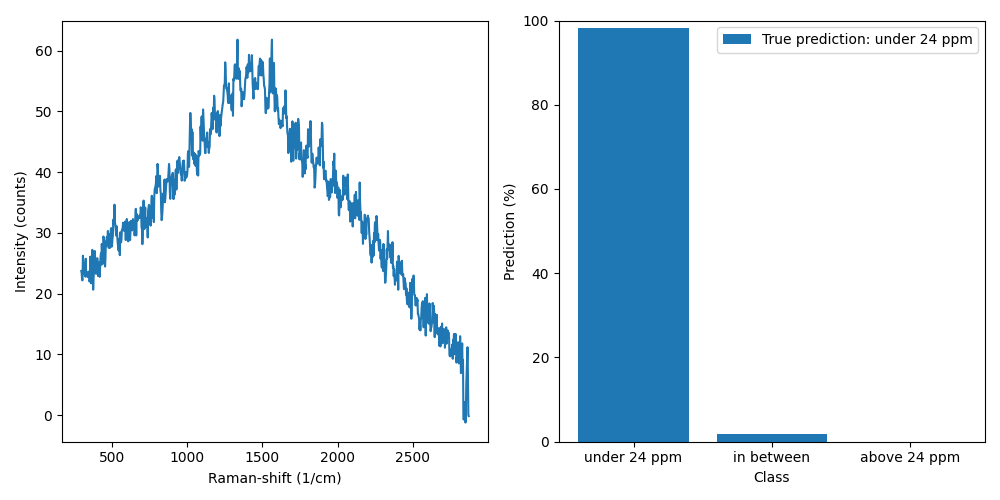 60
50
40
30
20
10
0
Intensity (counts)
500 1000 1500 2000 2500
Raman-shift (1/cm)
100
80
60
40
20
0
Prediction (%)
True prediction: under 24 ppm
under 24 ppm in between above 24 ppm
Class